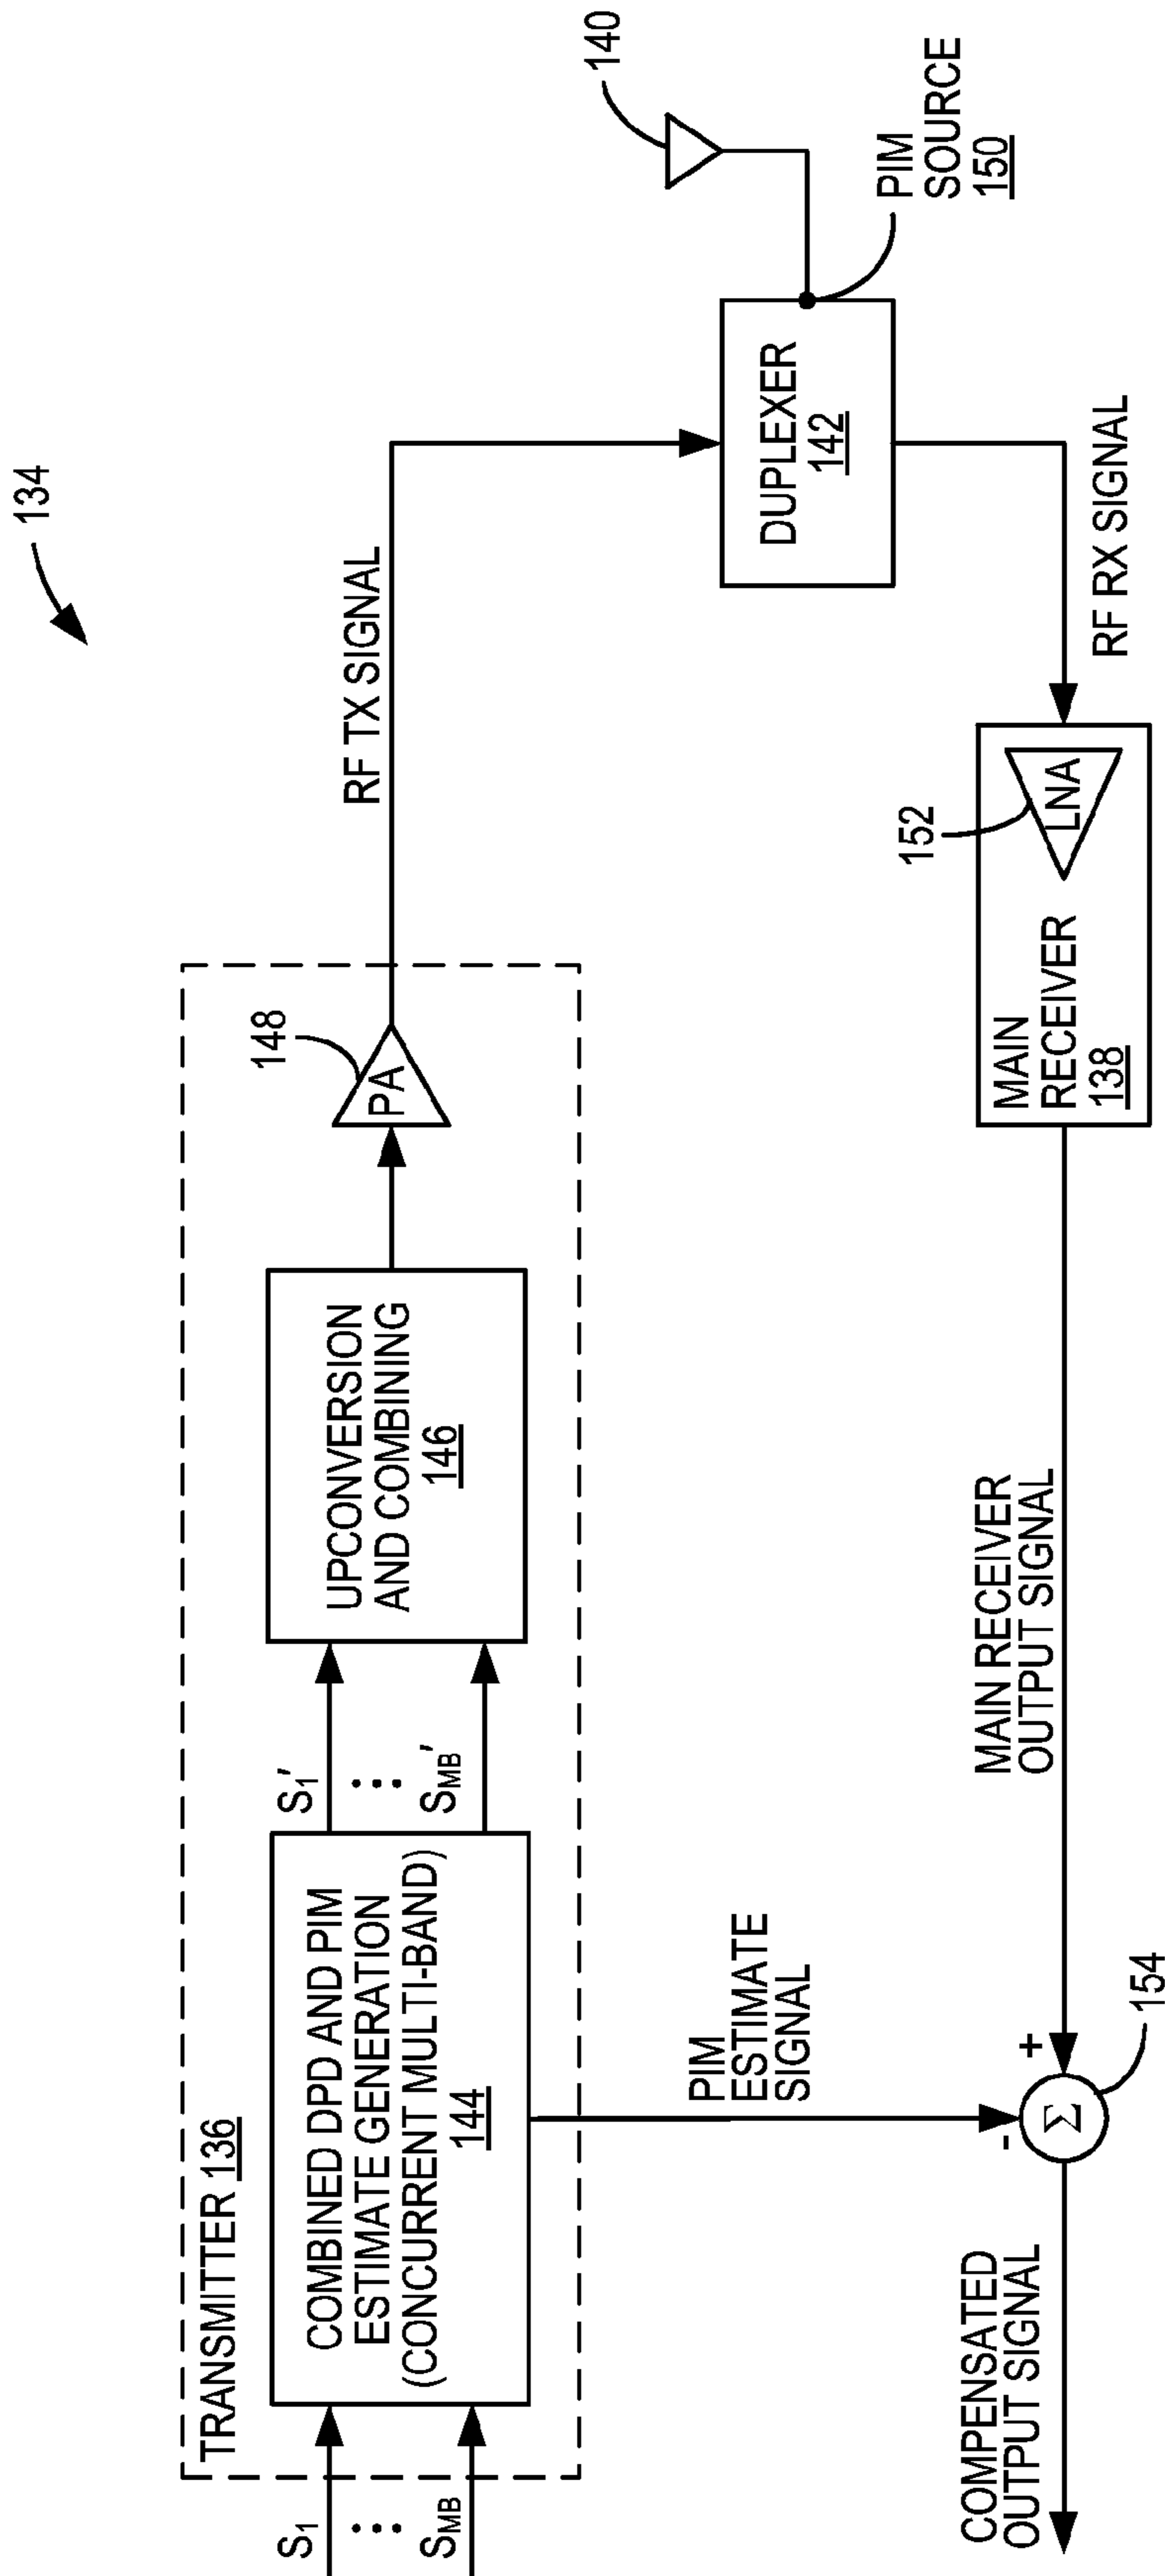 134
TRANSMITTER 136
S1
⋮
SMB
COMBINED DPD AND PIM
ESTIMATE GENERATION
(CONCURRENT MULTI-BAND)
144
S1'
⋮
SMB'
UPCONVERSION
AND COMBINING
146
148
PA
RF TX SIGNAL
140
DUPLEXER
142
PIM
SOURCE
150
RF RX SIGNAL
152
LNA
MAIN
RECEIVER
138
MAIN RECEIVER
OUTPUT SIGNAL
PIM
ESTIMATE
SIGNAL
+
-
Σ
154
COMPENSATED
OUTPUT SIGNAL